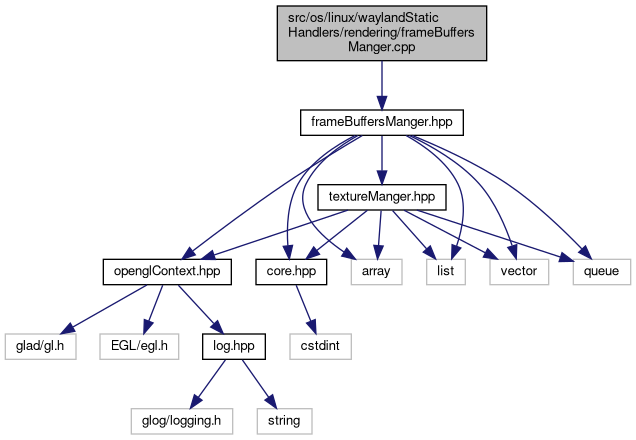 src/os/linux/waylandStatic
Handlers/rendering/frameBuffers
Manger.cpp
frameBuffersManger.hpp
textureManger.hpp
openglContext.hpp
core.hpp
array
list
vector
queue
glad/gl.h
EGL/egl.h
log.hpp
cstdint
glog/logging.h
string